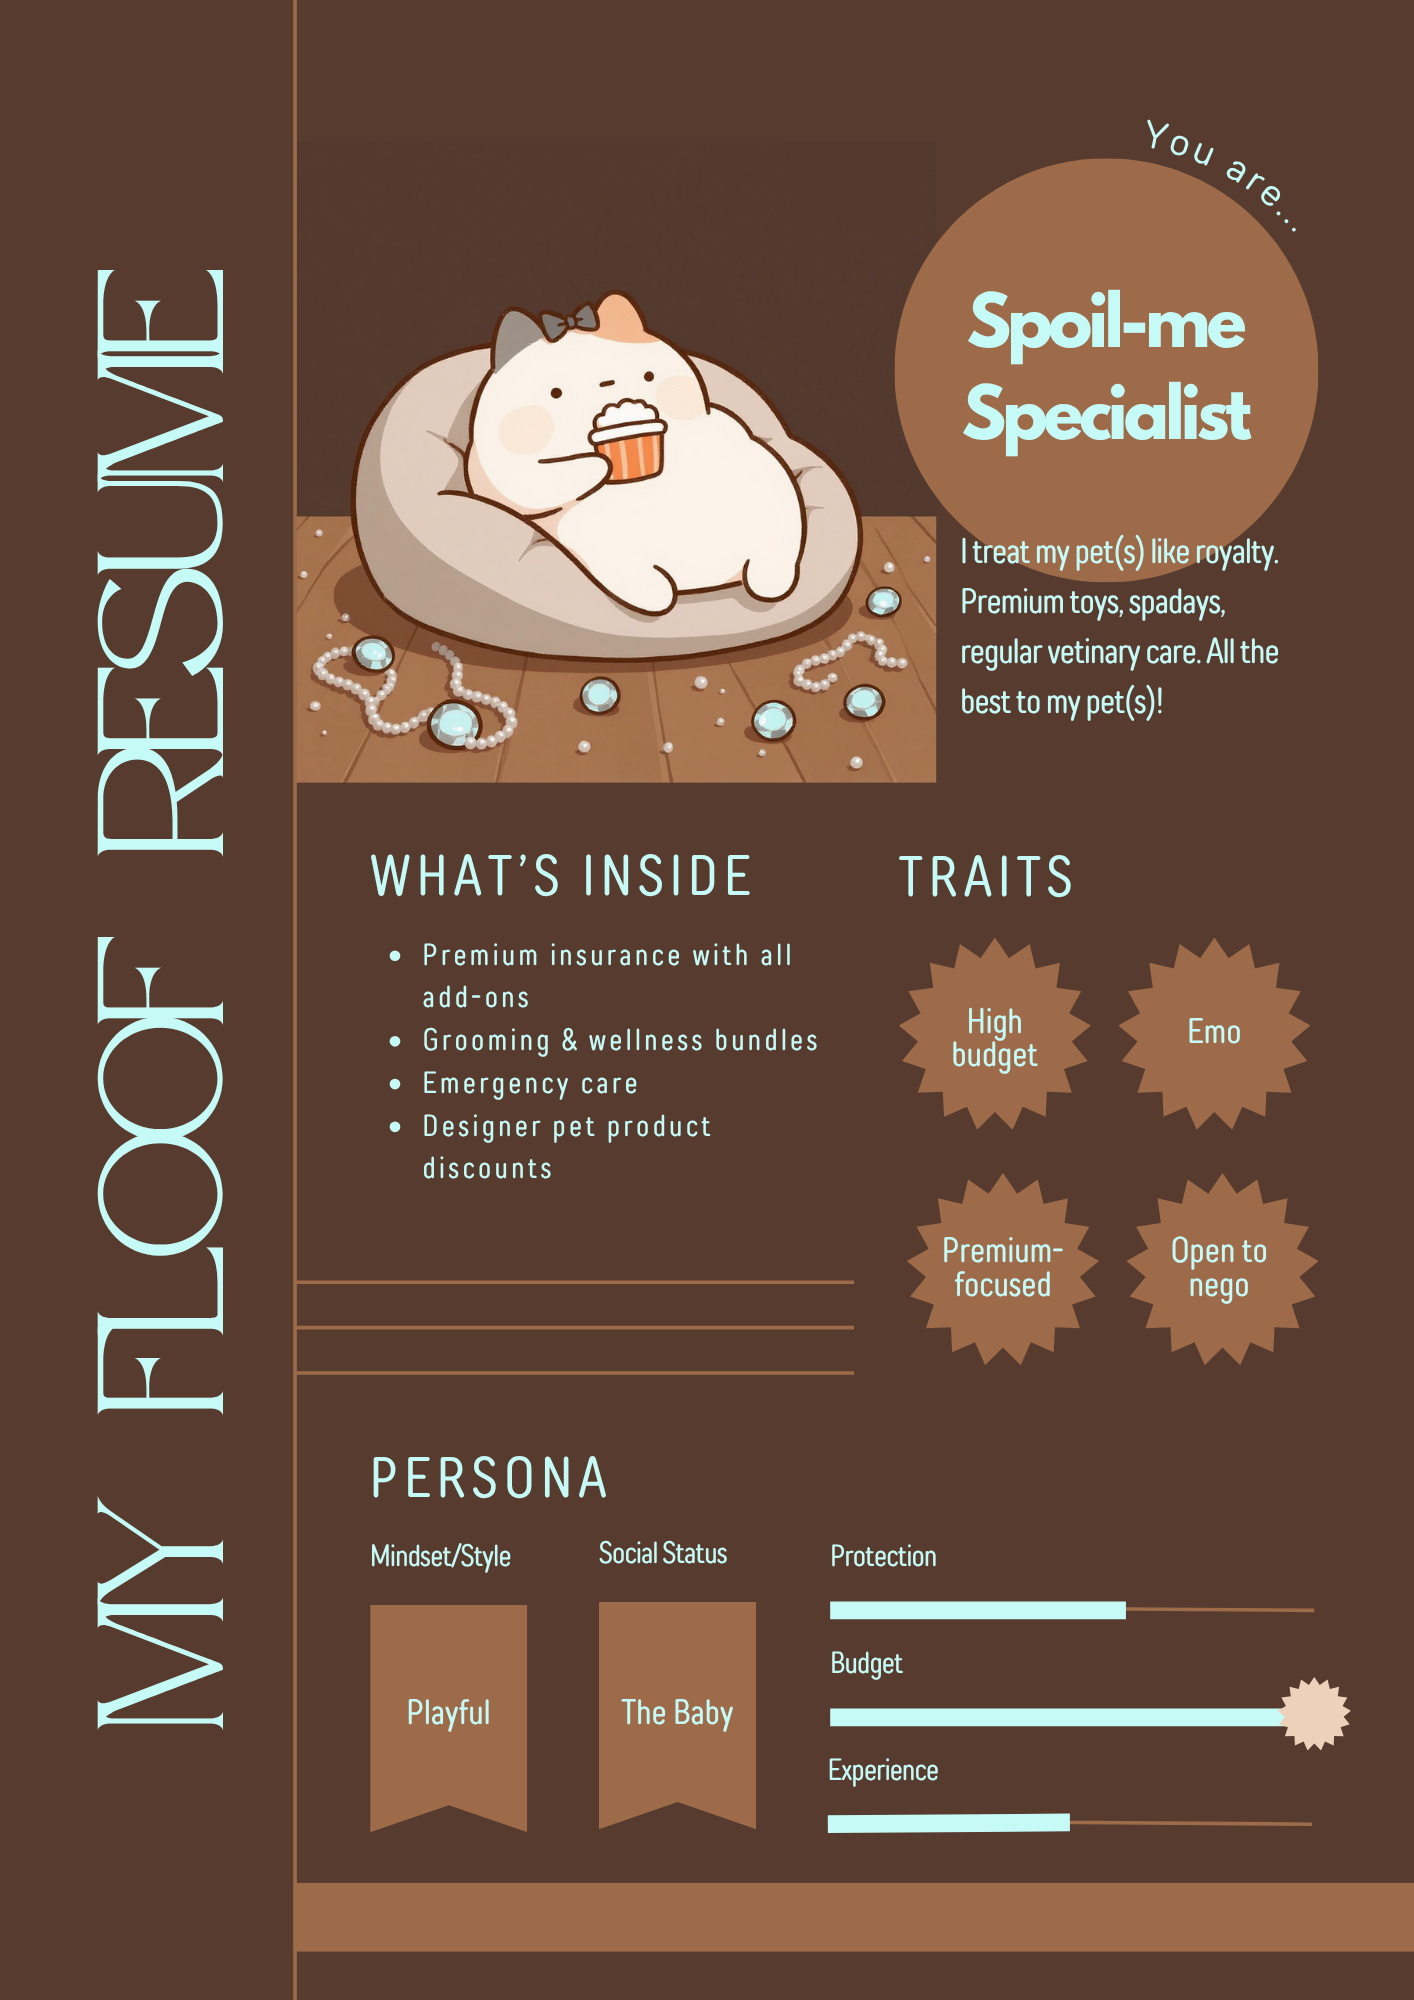 MY FLOOF RESUME
You are...
Spoil-me
Specialist
I treat my pet(s) like royalty.
Premium toys, spadays,
regular vetinary care. All the
best to my pet(s)!
WHAT'S INSIDE
• Premium insurance with all
add-ons
• Grooming & wellness bundles
• Emergency care
• Designer pet product
discounts
TRAITS
High
budget
Emo
Premium-
focused
Open to
nego
PERSONA
Mindset/Style
Playful
Social Status
The Baby
Protection
Budget
Experience